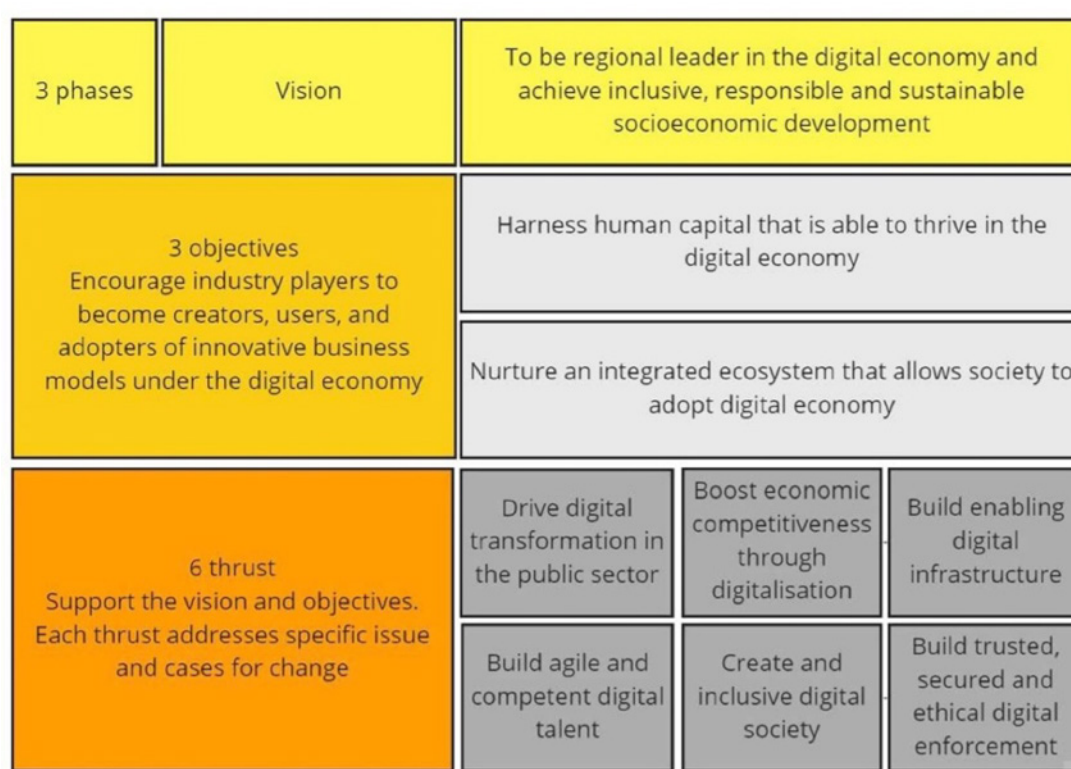 3 phases
Vision
To be regional leader in the digital economy and
achieve inclusive, responsible and sustainable
socioeconomic development
3 objectives
Encourage industry players to
become creators, users, and
adopters of innovative business
models under the digital economy
Harness human capital that is able to thrive in the
digital economy
Nurture an integrated ecosystem that allows society to
adopt digital economy
6 thrust
Support the vision and objectives.
Each thrust addresses specific issue
and cases for change
Drive digital
transformation in
the public sector
Boost economic
competitiveness
through
digitalisation
Build enabling
digital
infrastructure
Build agile and
competent digital
talent
Create and
inclusive digital
society
Build trusted,
secured and
ethical digital
enforcement